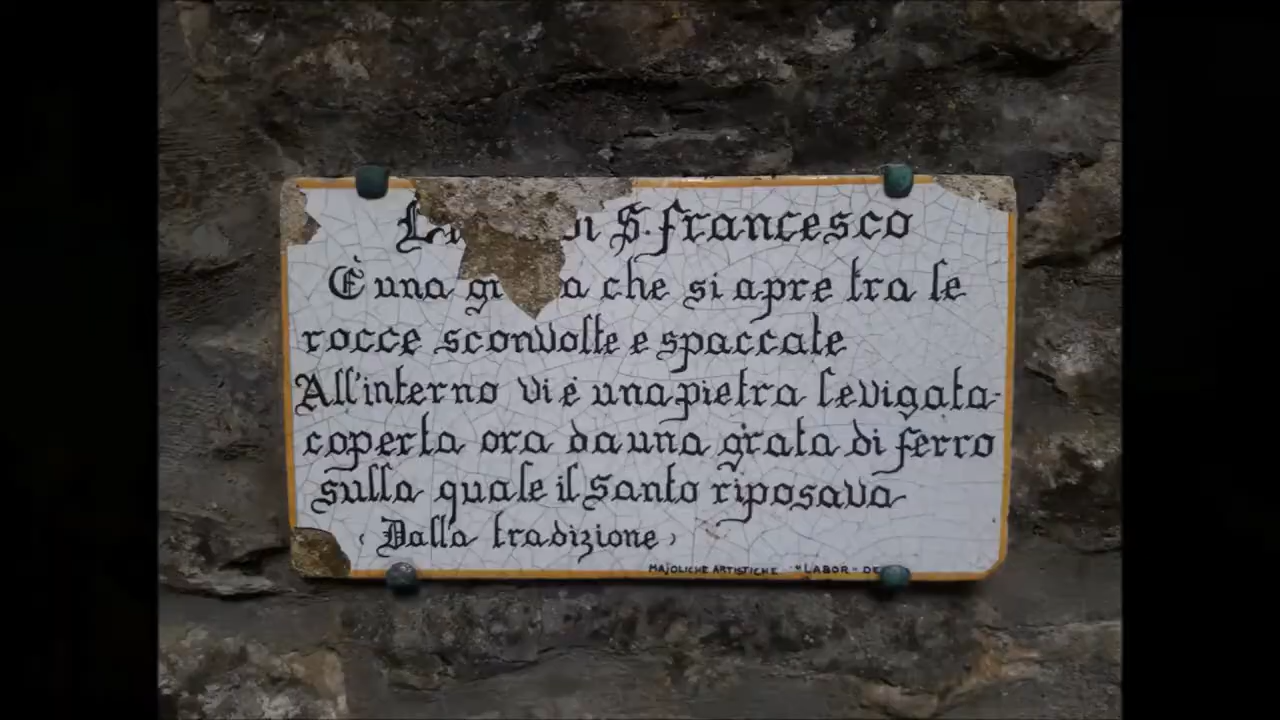 S. Francesco
È una che si apre tra le
rocce sconvolte e spaccate
All'interno vi è una pietra levigata
coperta ora da una grata di ferro
sulla quale il Santo riposava
(Dalla tradizione)
MAJOLICHE ARTISTICHE "LABOR" DE